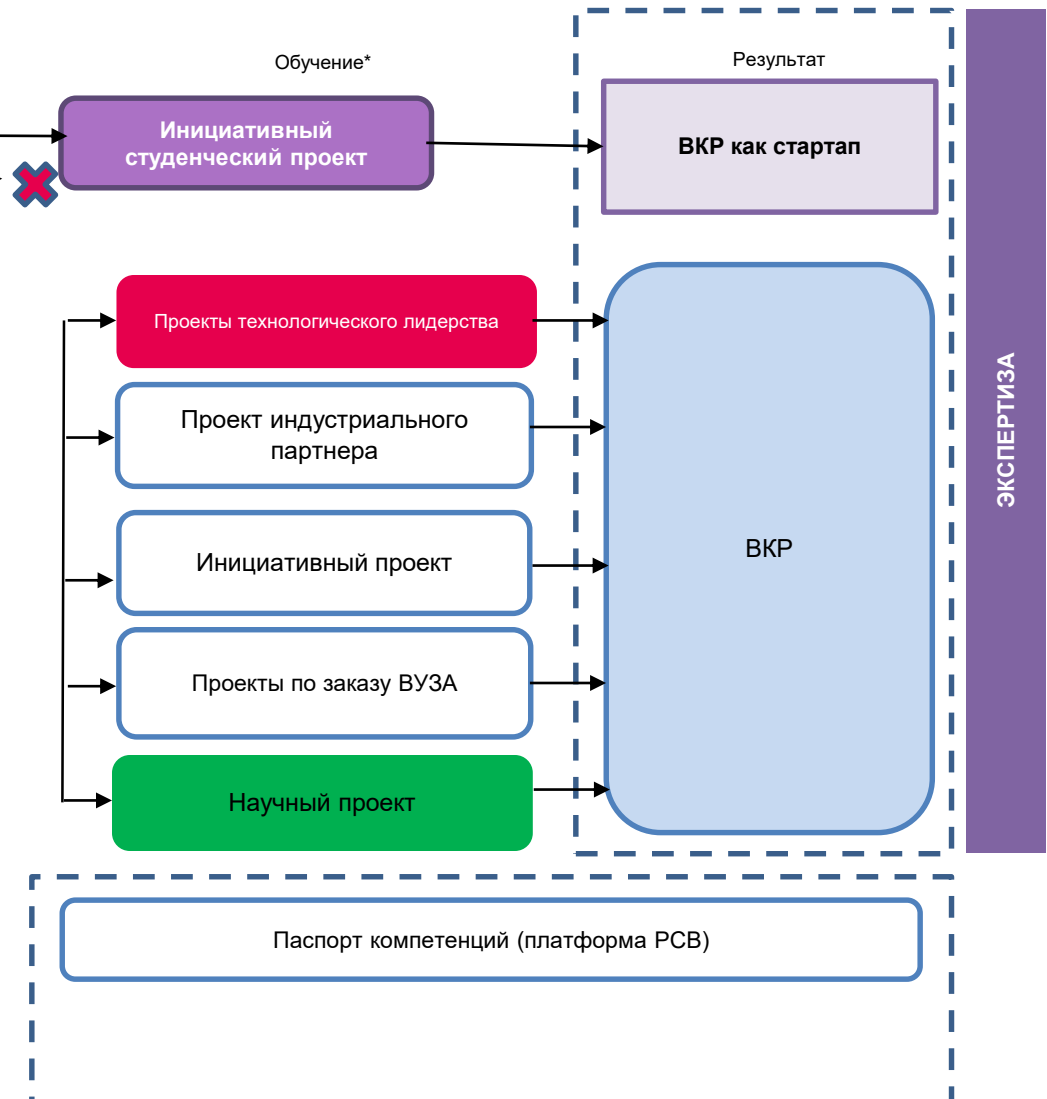 Обучение*
Результат
Инициативный
студенческий проект
ВКР как стартап
Проекты технологического лидерства
Проект индустриального
партнера
Инициативный проект
Проекты по заказу ВУЗА
Научный проект
ВКР
ЭКСПЕРТИЗА
Паспорт компетенций (платформа РСВ)